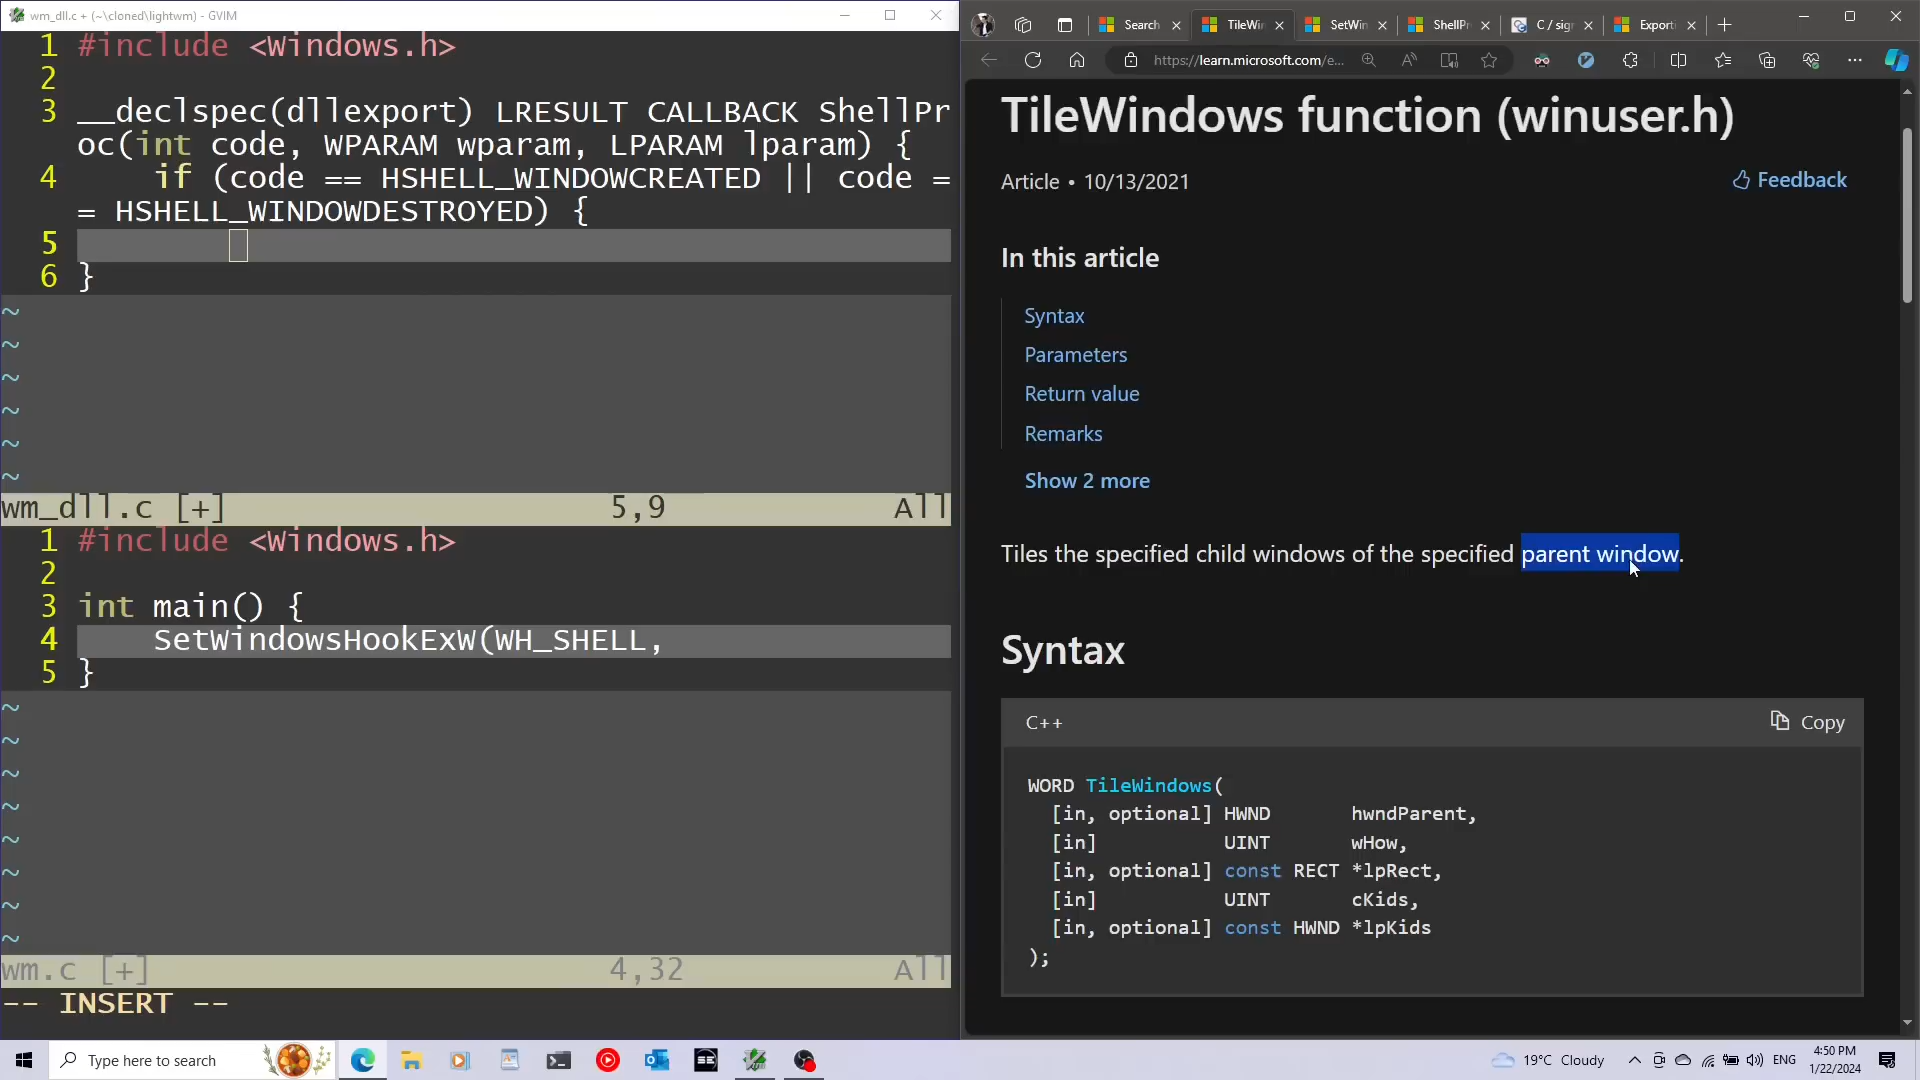 wm_dll.c + (~\cloned\lightwm) - GVIM
1 #include <Windows.h>
2
3 __declspec(dllexport) LRESULT CALLBACK ShellPr
oc(int code, WPARAM wparam, LPARAM lparam) {
4 if (code == HSHELL_WINDOWCREATED || code =
= HSHELL_WINDOWDESTROYED) {
5
6 }
~
~
~
~
~
~
wm_dll.c [+] 5,9 All
1 #include <Windows.h>
2
3 int main() {
4 SetWindowsHookExW(WH_SHELL,
5 }
~
~
~
~
~
~
~
~
wm.c [+] 4,32 All
-- INSERT --
Search
TileWin
SetWin
ShellPr
C / sig
Exporti
https://learn.microsoft.com/e...
TileWindows function (winuser.h)
Article • 10/13/2021
Feedback
In this article
Syntax
Parameters
Return value
Remarks
Show 2 more
Tiles the specified child windows of the specified parent window.
Syntax
C++ Copy
WORD TileWindows(
[in, optional] HWND hwndParent,
[in] UINT wHow,
[in, optional] const RECT *lpRect,
[in] UINT cKids,
[in, optional] const HWND *lpKids
);
Type here to search
19°C Cloudy
ENG
4:50 PM
1/22/2024